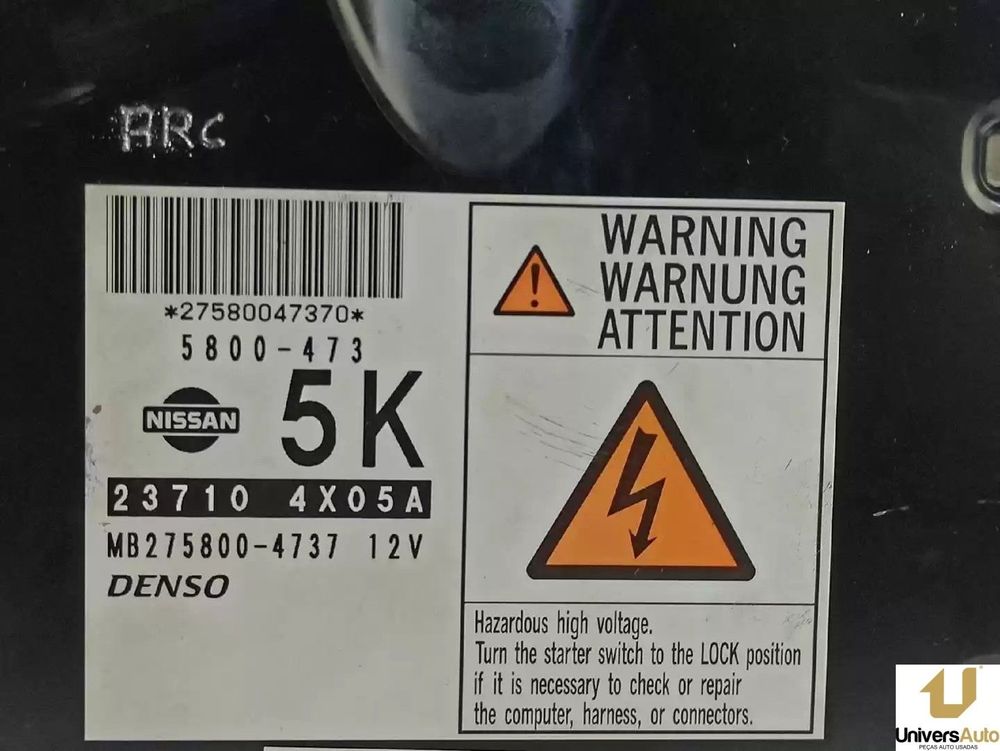 ARC
*27580047370*
5800-473
NISSAN
5K
23710 4X05A
MB275800-4737 12V
DENSO
WARNING
WARNUNG
ATTENTION
Hazardous high voltage.
Turn the starter switch to the LOCK position
if it is necessary to check or repair
the computer, harness, or connectors.
UniversAuto
PEÇAS AUTO USADAS